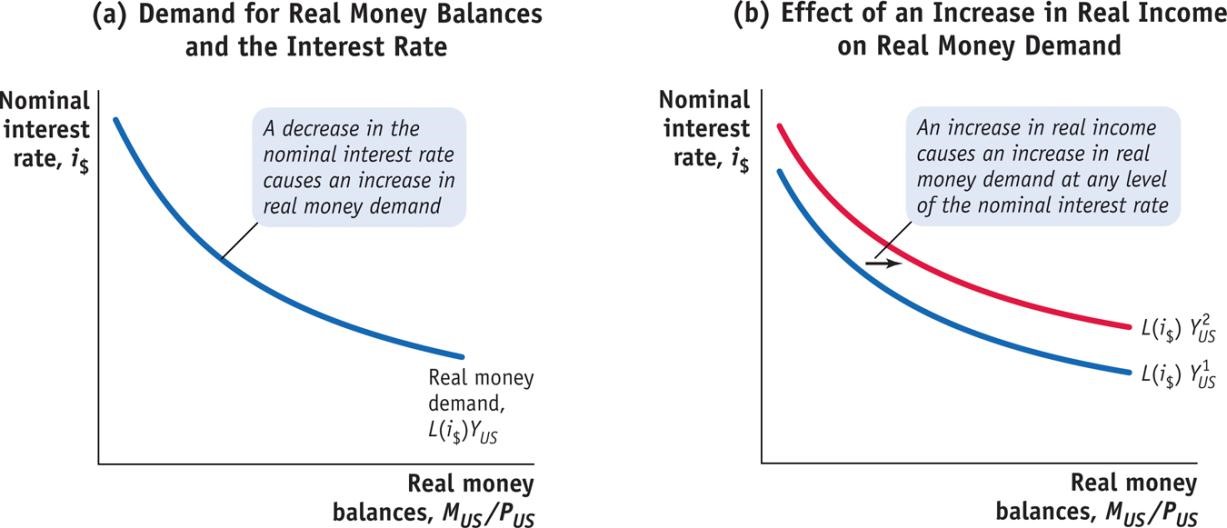 (a) Demand for Real Money Balances
and the Interest Rate
Nominal
interest
rate, i$
A decrease in the
nominal interest rate
causes an increase in
real money demand
Real money
demand,
L(i$)YUS
Real money
balances, MUS/PUS
(b) Effect of an Increase in Real Income
on Real Money Demand
Nominal
interest
rate, i$
An increase in real income
causes an increase in real
money demand at any level
of the nominal interest rate
L(i$) Y²US
L(i$) Y¹US
Real money
balances, MUS/PUS